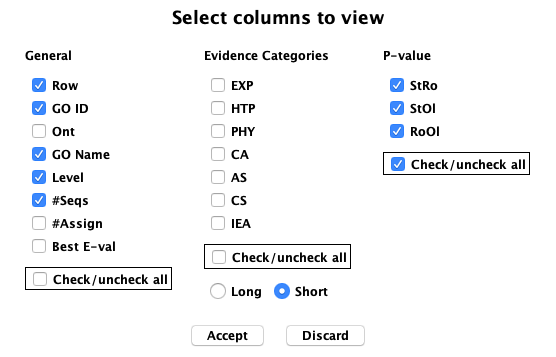 Select columns to view
General
Row
GO ID
Ont
GO Name
Level
#Seqs
#Assign
Best E-val
Check/uncheck all
Evidence Categories
EXP
HTP
PHY
CA
AS
CS
IEA
Check/uncheck all
Long Short
P-value
StRo
StOl
RoOl
Check/uncheck all
Accept Discard